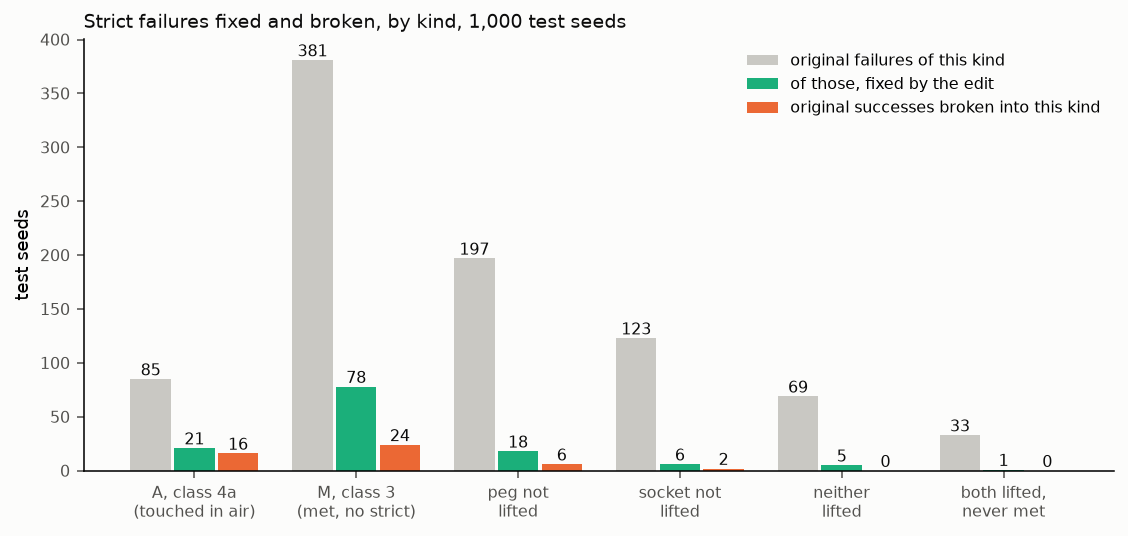 Strict failures fixed and broken, by kind, 1,000 test seeds
original failures of this kind
of those, fixed by the edit
original successes broken into this kind
test seeds
400
350
300
250
200
150
100
50
0
85
21
16
381
78
24
197
18
6
123
6
2
69
5
0
33
1
0
A, class 4a
(touched in air)
M, class 3
(met, no strict)
peg not
lifted
socket not
lifted
neither
lifted
both lifted,
never met